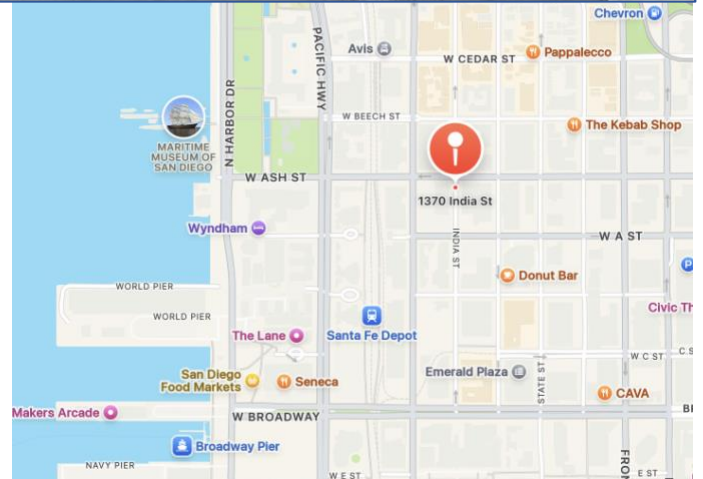 Chevron
PACIFIC HWY
Avis
W CEDAR ST
Pappalecco
N HARBOR DR
W BEECH ST
The Kebab Shop
MARITIME
MUSEUM OF
SAN DIEGO
W ASH ST
1370 India St
Wyndham
INDIA ST
W A ST
P
Donut Bar
WORLD PIER
WORLD PIER
Civic Th
The Lane
Santa Fe Depot
W C ST
C S
San Diego
Food Markets
Seneca
Emerald Plaza
STATE ST
CAVA
Makers Arcade
W BROADWAY
B
Broadway Pier
NAVY PIER
W E ST
FRON
E ST